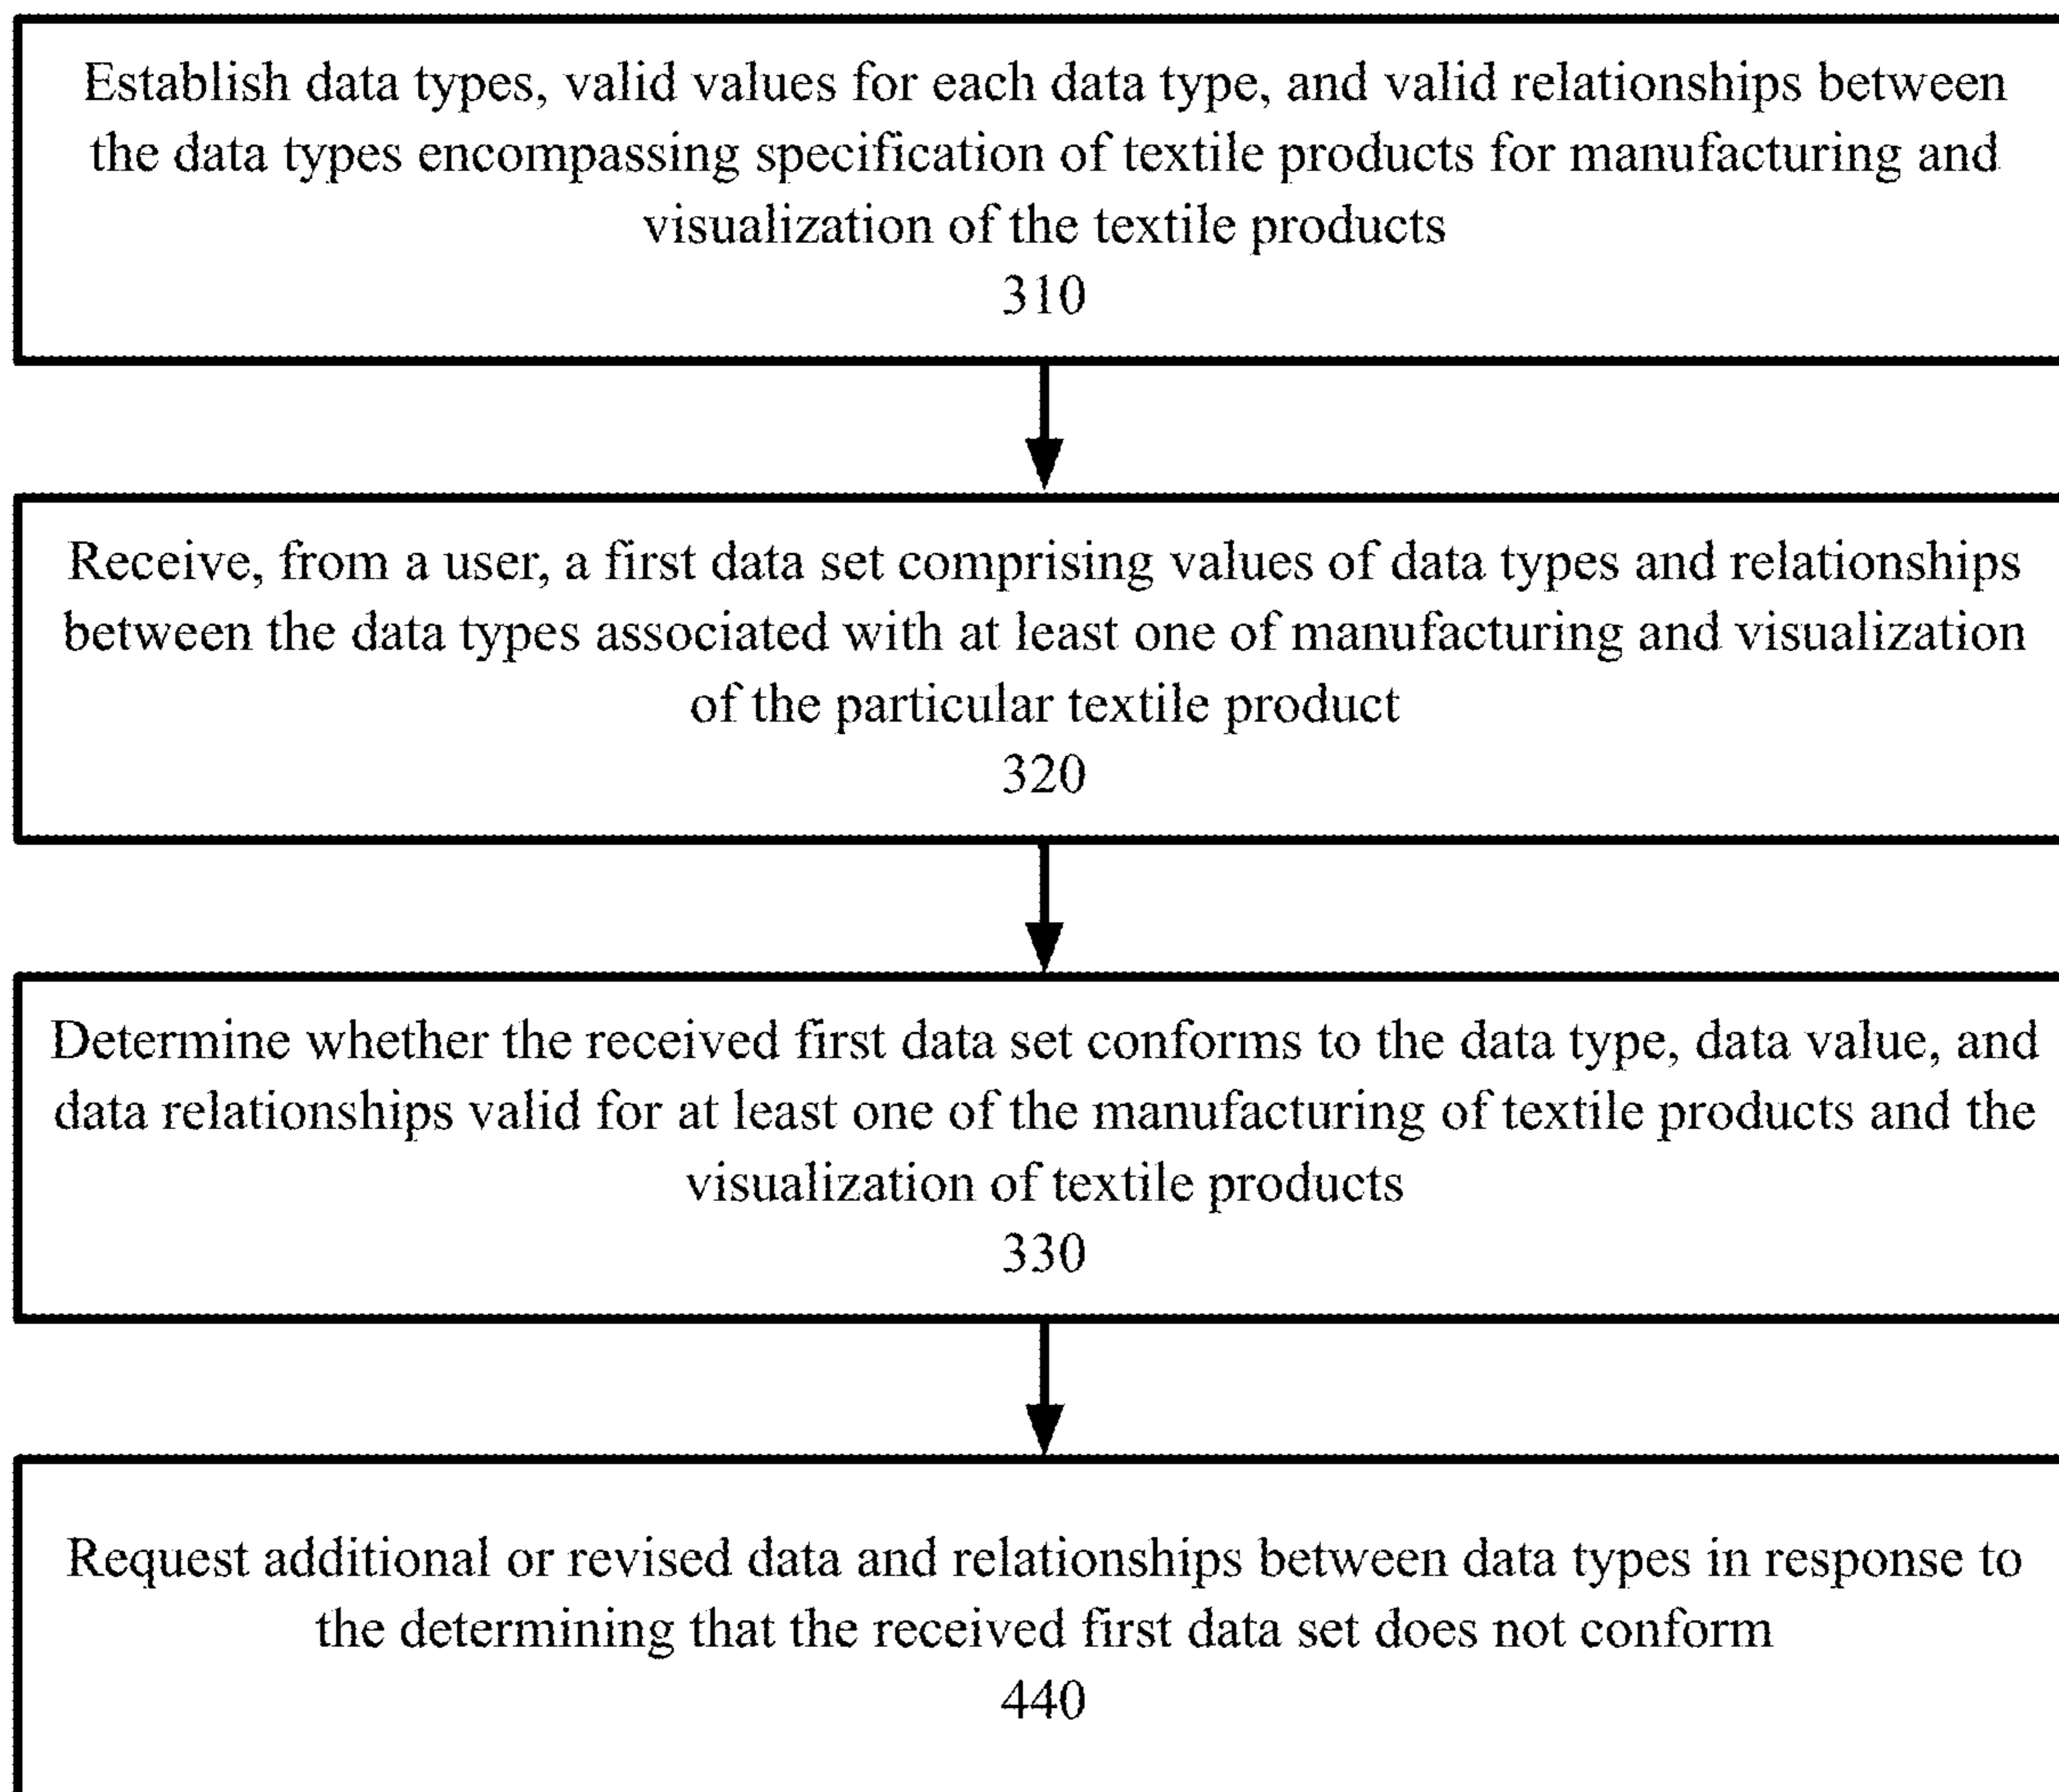 Establish data types, valid values for each data type, and valid relationships between
the data types encompassing specification of textile products for manufacturing and
visualization of the textile products
310
Receive, from a user, a first data set comprising values of data types and relationships
between the data types associated with at least one of manufacturing and visualization
of the particular textile product
320
Determine whether the received first data set conforms to the data type, data value, and
data relationships valid for at least one of the manufacturing of textile products and the
visualization of textile products
330
Request additional or revised data and relationships between data types in response to
the determining that the received first data set does not conform
440